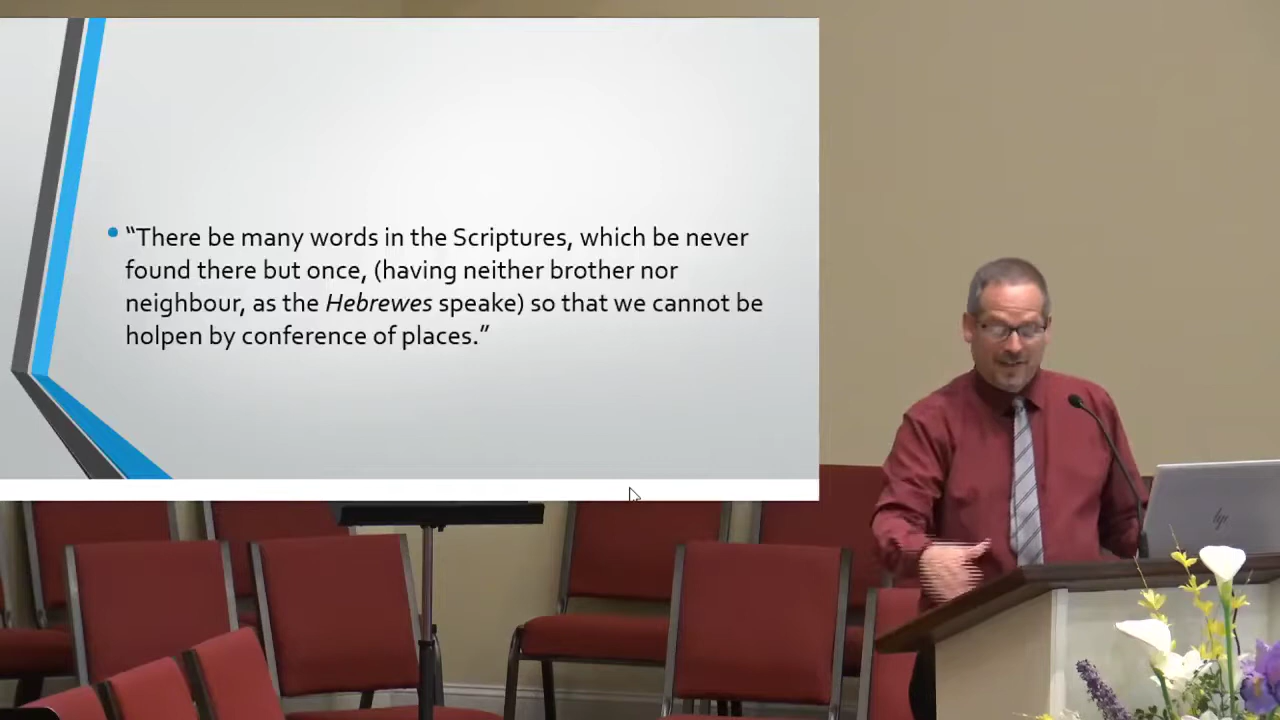 “There be many words in the Scriptures, which be never
found there but once, (having neither brother nor
neighbour, as the Hebrewes speake) so that we cannot be
holpen by conference of places.”
hp